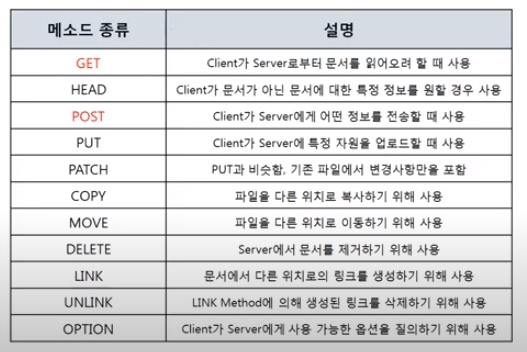 메소드 종류 설명
GET Client가 Server로부터 문서를 읽어오려 할 때 사용
HEAD Client가 문서가 아닌 문서에 대한 특정 정보를 원할 경우 사용
POST Client가 Server에게 어떤 정보를 전송할 때 사용
PUT Client가 Server에 특정 자원을 업로드할 때 사용
PATCH PUT과 비슷함, 기존 파일에서 변경사항만을 포함
COPY 파일을 다른 위치로 복사하기 위해 사용
MOVE 파일을 다른 위치로 이동하기 위해 사용
DELETE Server에서 문서를 제거하기 위해 사용
LINK 문서에서 다른 위치로의 링크를 생성하기 위해 사용
UNLINK LINK Method에 의해 생성된 링크를 삭제하기 위해 사용
OPTION Client가 Server에게 사용 가능한 옵션을 질의하기 위해 사용